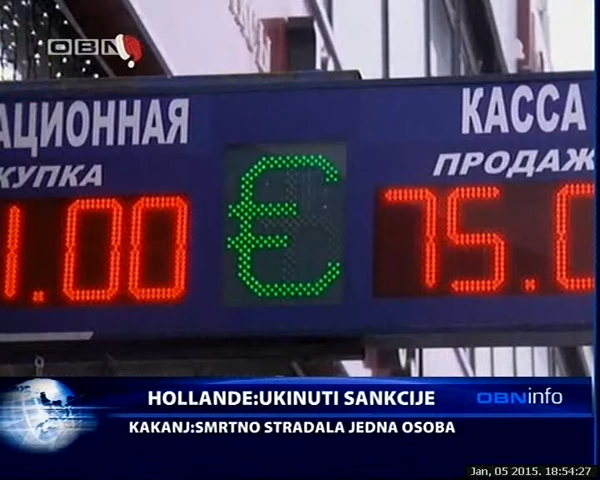 OBN
АЦИОННАЯ КАССА
КУПКА ПРОДАЖ
1.00 € 75.0
HOLLANDE:UKINUTI SANKCIJE
OBNinfo
KAKANJ:SMRTNO STRADALA JEDNA OSOBA
Jan, 05 2015. 18:54:27